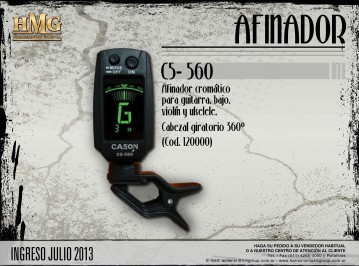 HMG
AFINADOR
CS-560
Afinador cromático
para guitarra, bajo,
violín y ukelele.
Cabezal giratorio 360º
(Cod. 120000)
MODE
OFF ON
G
3
CASON
CS-560
INGRESO JULIO 2013
HAGA SU PEDIDO A SU VENDEDOR HABITUAL
O A NUESTRO CENTRO DE ATENCIÓN AL CLIENTE